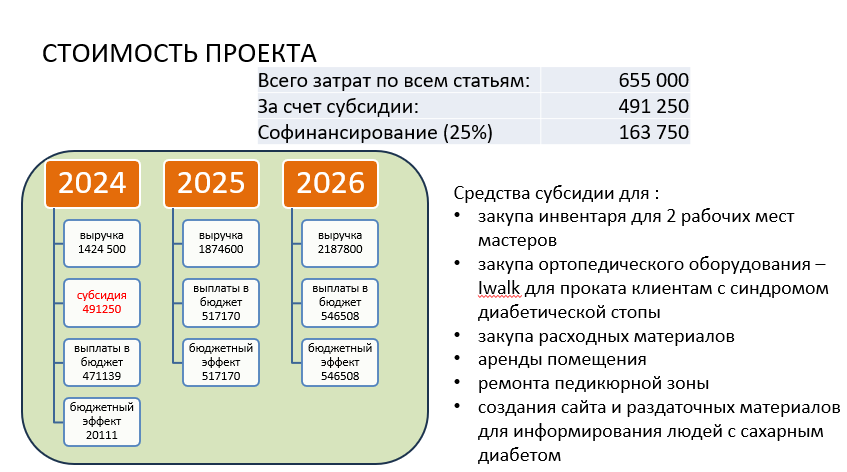 СТОИМОСТЬ ПРОЕКТА
Всего затрат по всем статьям: 655 000
За счет субсидии: 491 250
Софинансирование (25%) 163 750
2024
выручка
1424 500
субсидия
491250
выплаты в
бюджет
471139
бюджетный
эффект
20111
2025
выручка
1874600
выплаты в
бюджет
517170
бюджетный
эффект
517170
2026
выручка
2187800
выплаты в
бюджет
546508
бюджетный
эффект
546508
Средства субсидии для :
• закупа инвентаря для 2 рабочих мест
мастеров
• закупа ортопедического оборудования –
Iwalk для проката клиентам с синдромом
диабетической стопы
• закупа расходных материалов
• аренды помещения
• ремонта педикюрной зоны
• создания сайта и раздаточных материалов
для информирования людей с сахарным
диабетом